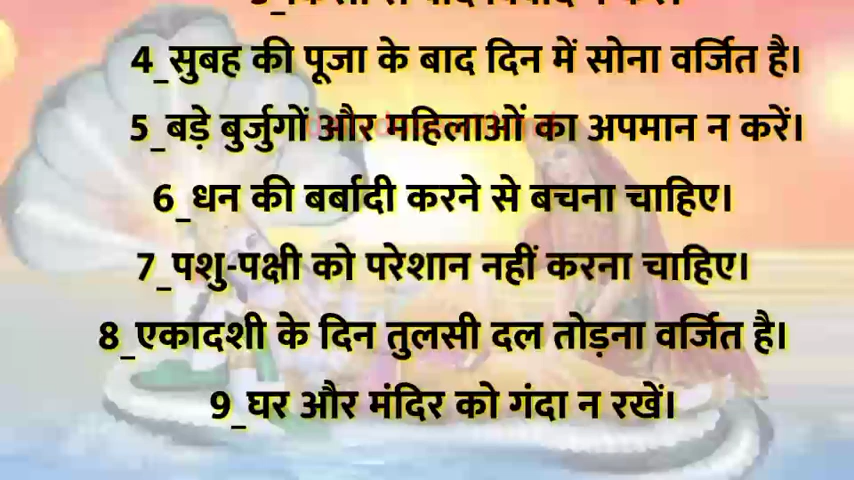 4_सुबह की पूजा के बाद दिन में सोना वर्जित है।
5_बड़े बुर्जुगों और महिलाओं का अपमान न करें।
6_धन की बर्बादी करने से बचना चाहिए।
7_पशु-पक्षी को परेशान नहीं करना चाहिए।
8_एकादशी के दिन तुलसी दल तोड़ना वर्जित है।
9_घर और मंदिर को गंदा न रखें।